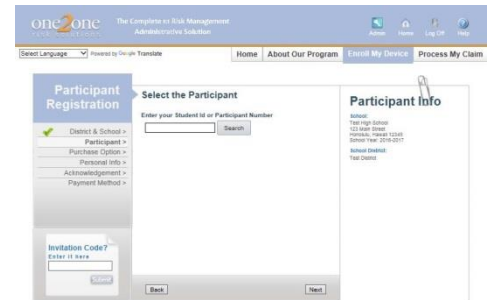 one2one
RISK SOLUTIONS
The Complete 1:1 Risk Management
Administrative Solution
Admin Home Log Off Help
Select Language Powered by Google Translate
Home About Our Program Enroll My Device Process My Claim
Participant
Registration
District & School >
Participant >
Purchase Option >
Personal Info >
Acknowledgement >
Payment Method >
Invitation Code?
Enter it here
Submit
Select the Participant
Enter your Student Id or Participant Number
Search
Back Next
Participant Info
School:
Test High School
123 Main Street
Honolulu, Hawaii 12345
School Year: 2016-2017
School District:
Test District